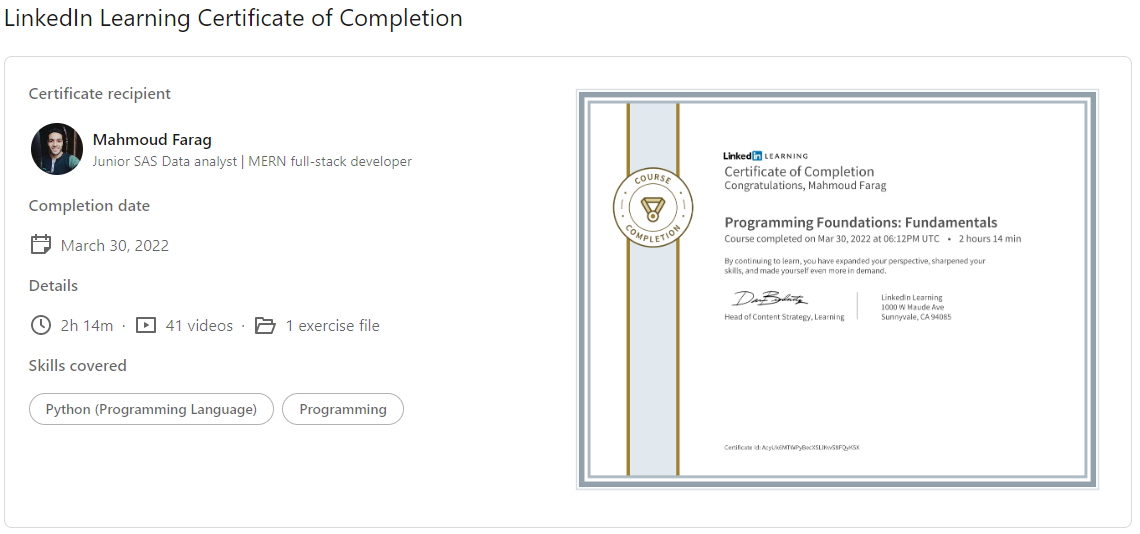 LinkedIn Learning Certificate of Completion
Certificate recipient
Mahmoud Farag
Junior SAS Data analyst | MERN full-stack developer
Completion date
March 30, 2022
Details
2h 14m · 41 videos · 1 exercise file
Skills covered
Python (Programming Language)
Programming
COURSE
COMPLETION
Linked in LEARNING
Certificate of Completion
Congratulations, Mahmoud Farag
Programming Foundations: Fundamentals
Course completed on Mar 30, 2022 at 06:12PM UTC • 2 hours 14 min
By continuing to learn, you have expanded your perspective, sharpened your
skills, and made yourself even more in demand.
Head of Content Strategy, Learning
LinkedIn Learning
1000 W Maude Ave
Sunnyvale, CA 94085
Certificate Id: